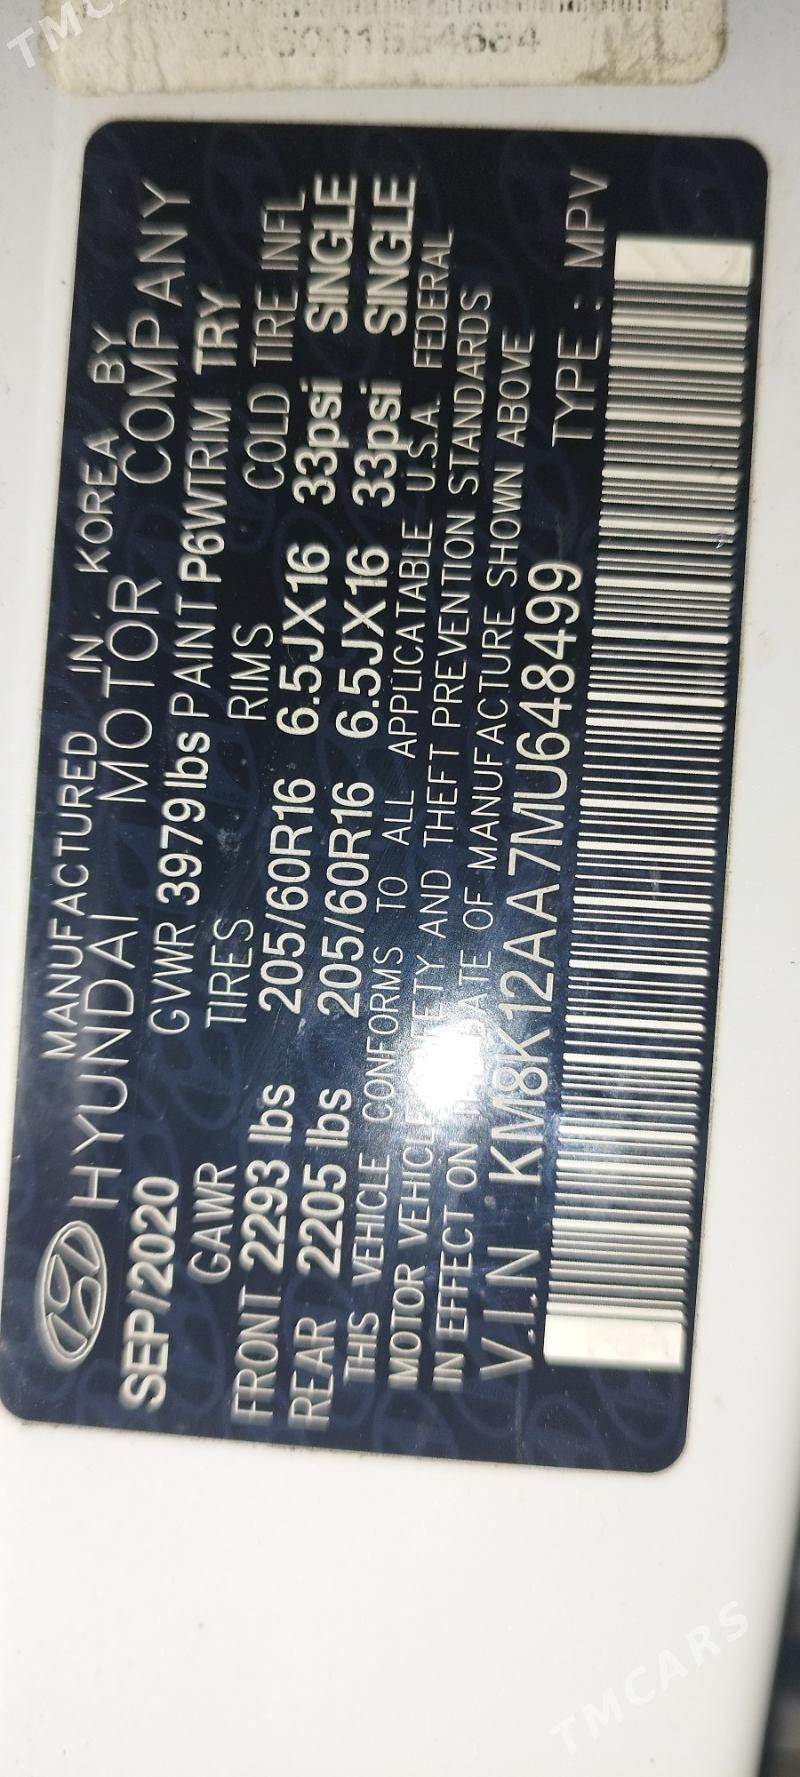 MANUFACTURED IN KOREA BY
HYUNDAI MOTOR COMPANY
SEP/2020 GVWR 3979 lbs PAINT P6W TRIM TRY
GAWR TIRES RIMS COLD TIRE INFL
FRONT 2293 lbs 205/60R16 6.5JX16 33psi SINGLE
REAR 2205 lbs 205/60R16 6.5JX16 33psi SINGLE
THIS VEHICLE CONFORMS TO ALL APPLICATABLE U.S.A. FEDERAL
MOTOR VEHICLE SAFETY AND THEFT PREVENTION STANDARDS
IN EFFECT ON THE DATE OF MANUFACTURE SHOWN ABOVE
V.I.N KM8K12AA7MU648499 TYPE : MPV
TMCARS